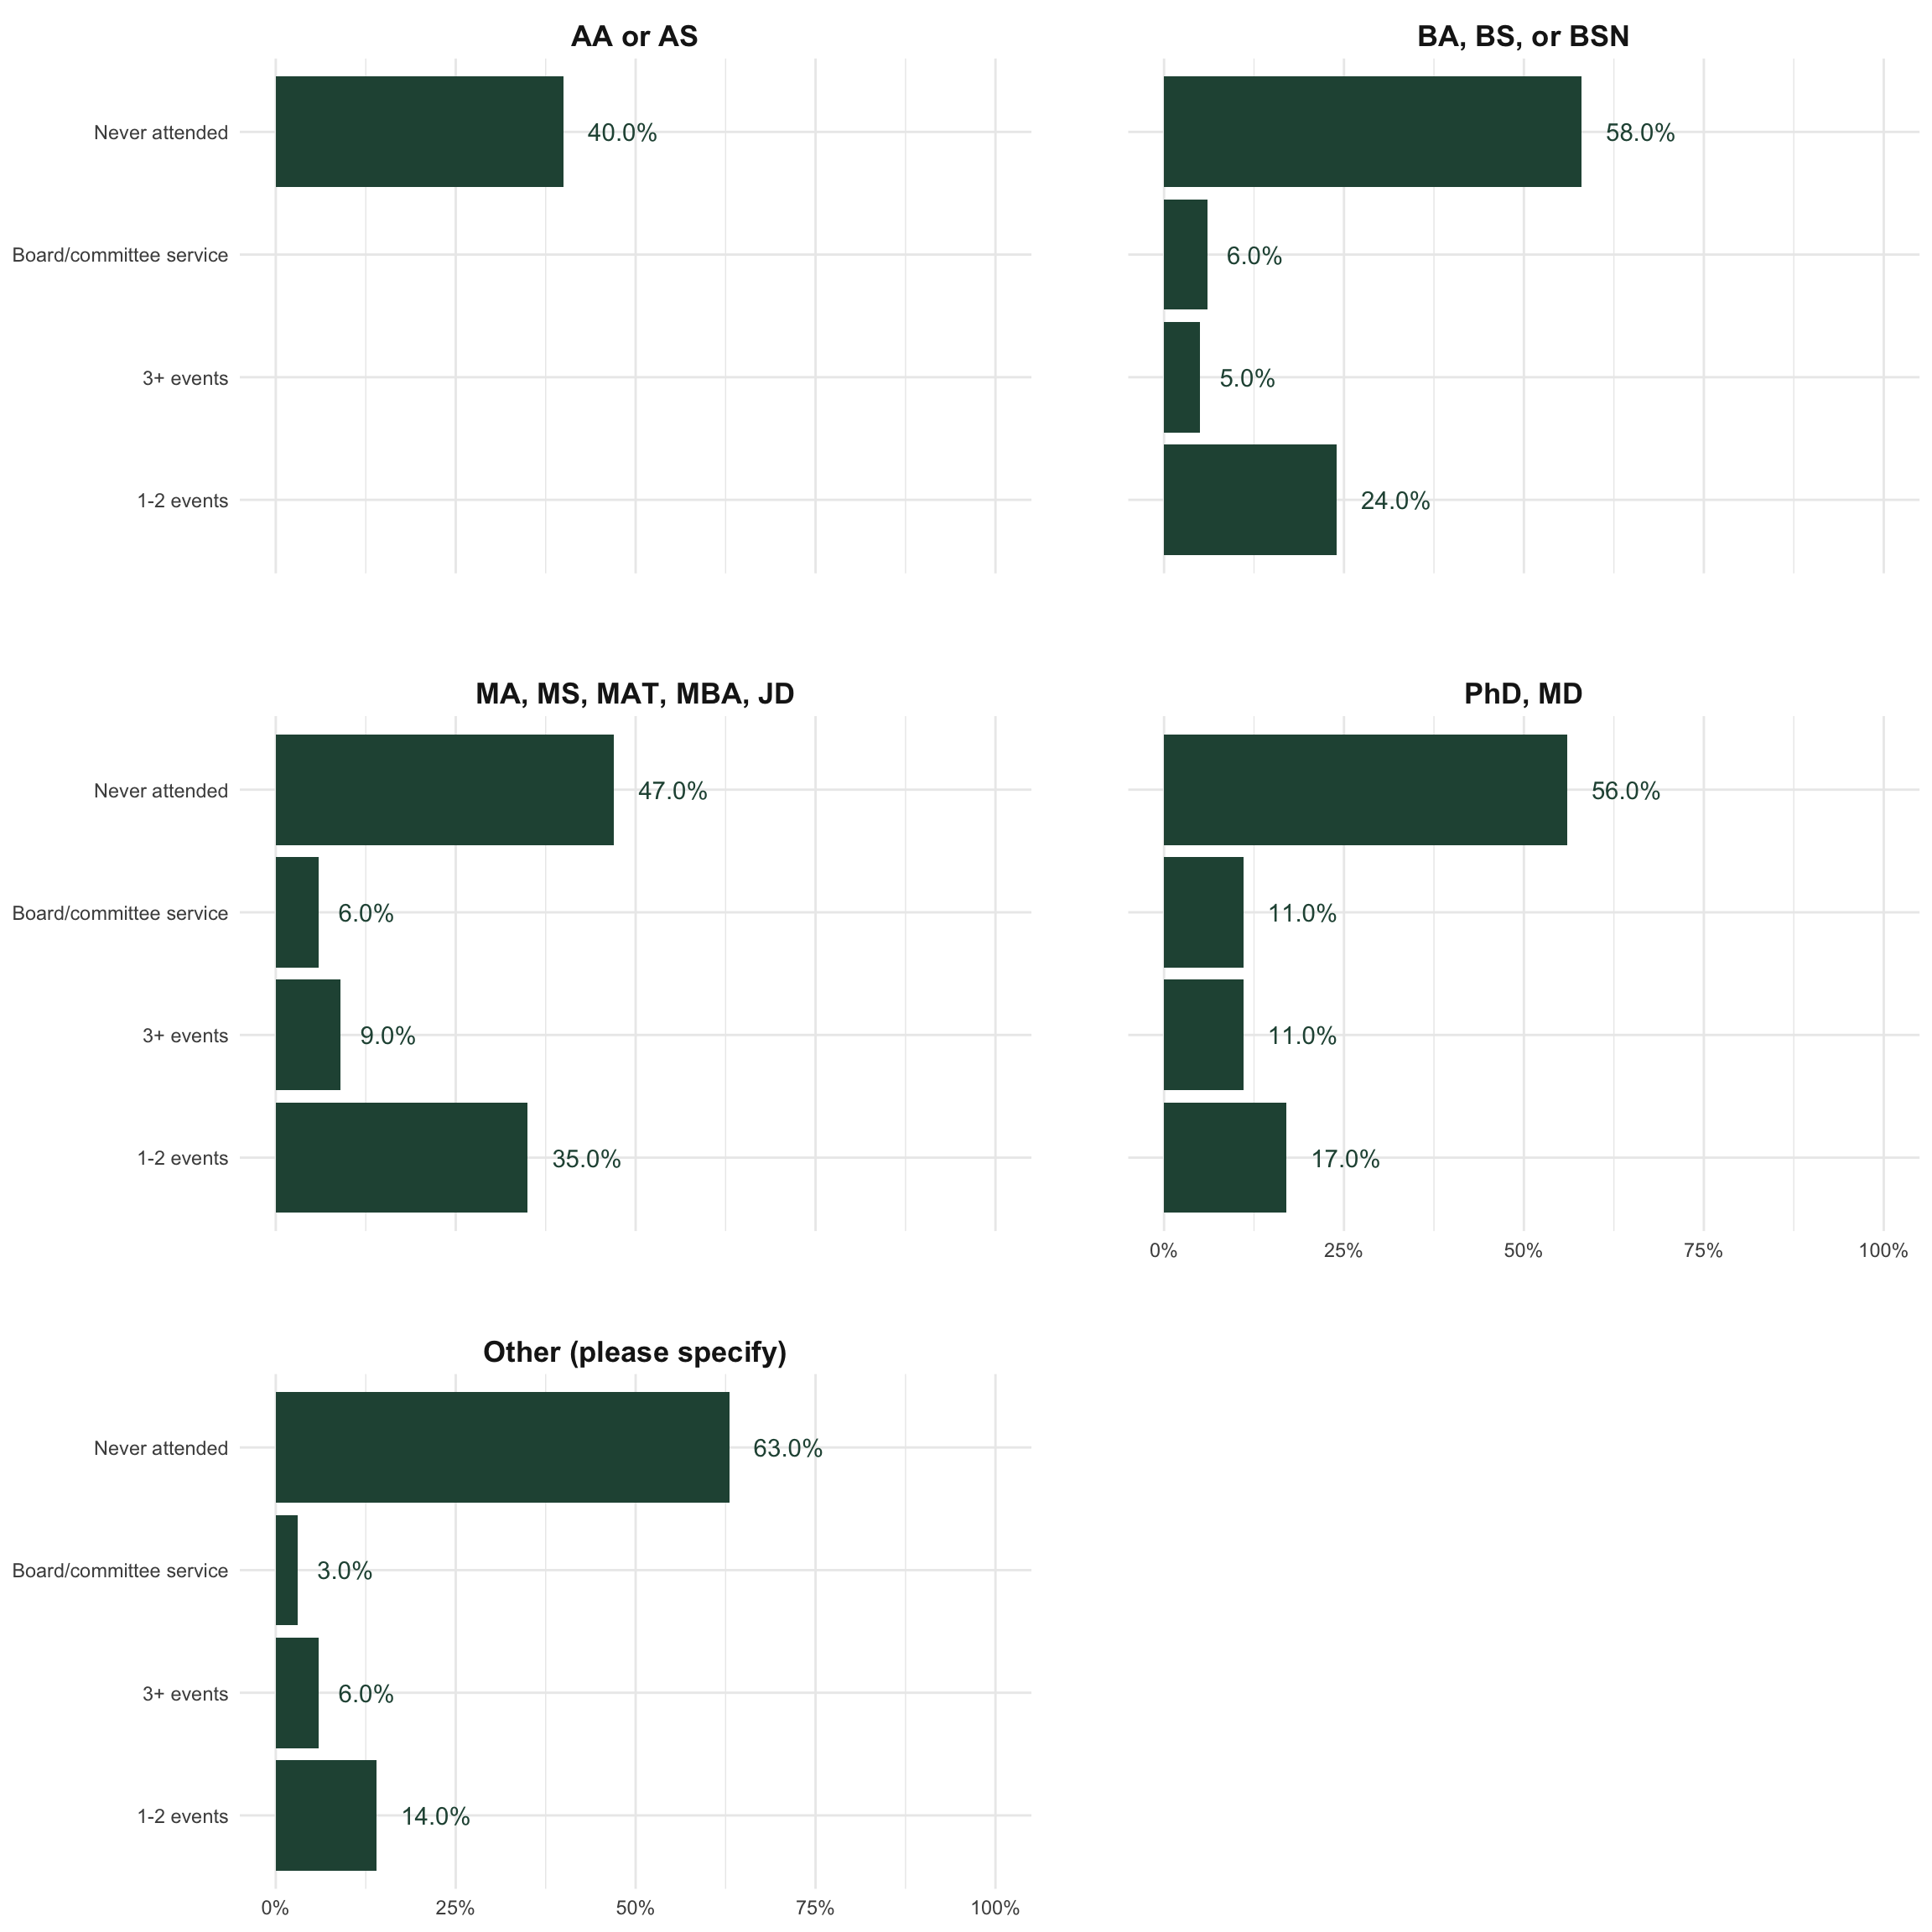 AA or AS
Never attended
40.0%
Board/committee service
3+ events
1-2 events
BA, BS, or BSN
58.0%
6.0%
5.0%
24.0%
MA, MS, MAT, MBA, JD
Never attended
47.0%
Board/committee service
6.0%
3+ events
9.0%
1-2 events
35.0%
PhD, MD
56.0%
11.0%
11.0%
17.0%
0% 25% 50% 75% 100%
Other (please specify)
Never attended
63.0%
Board/committee service
3.0%
3+ events
6.0%
1-2 events
14.0%
0% 25% 50% 75% 100%